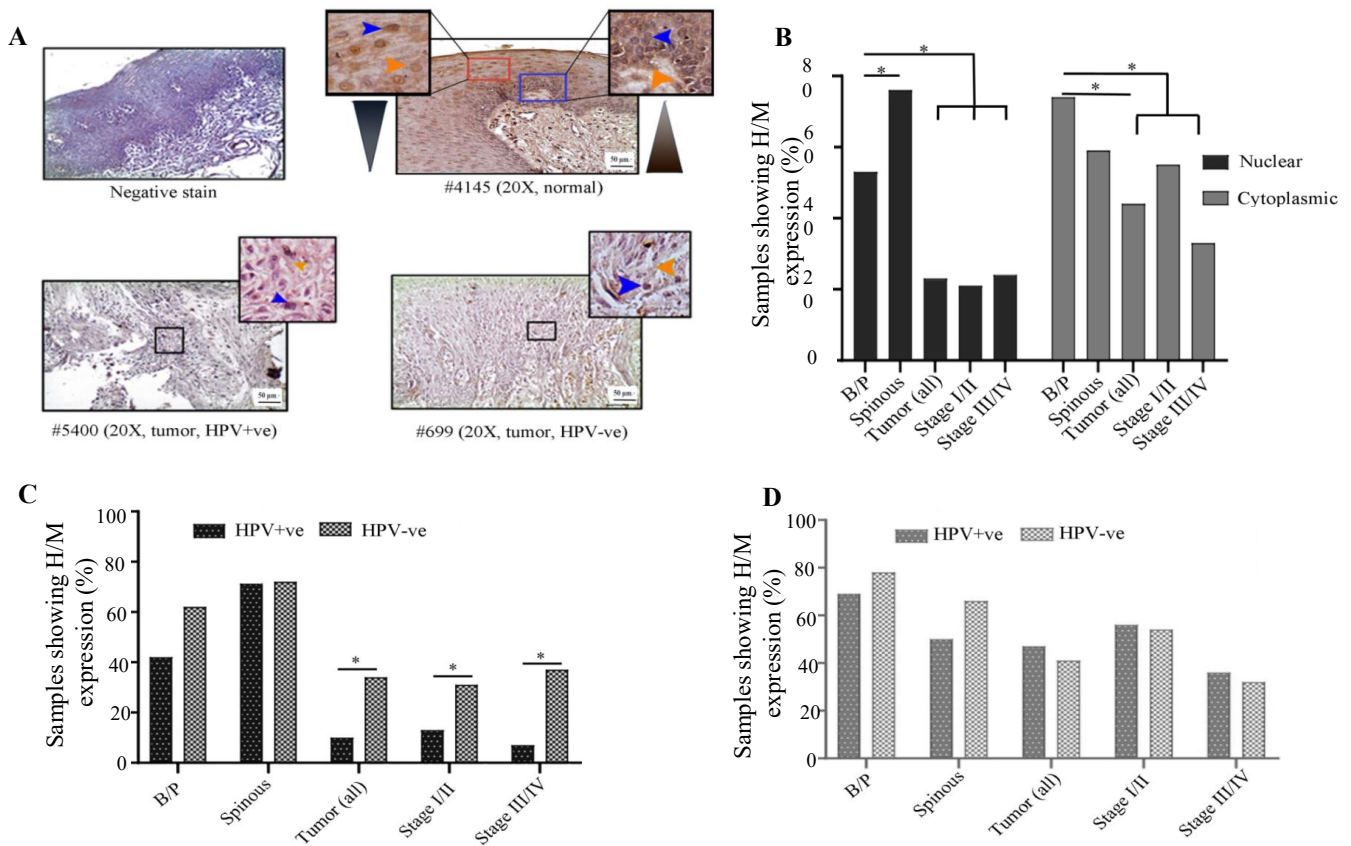 A
Negative stain
50 µm
#4145 (20X, normal)
50 µm
#5400 (20X, tumor, HPV+ve)
50 µm
#699 (20X, tumor, HPV-ve)
B
Samples showing H/M
expression (%)
8
0
6
0
4
0
2
0
0
*
*
*
*
Nuclear
Cytoplasmic
B/P
Spinous
Tumor (all)
Stage I/II
Stage III/IV
B/P
Spinous
Tumor (all)
Stage I/II
Stage III/IV
C
Samples showing H/M
expression (%)
100
80
60
40
20
0
HPV+ve
HPV-ve
*
*
*
B/P
Spinous
Tumor (all)
Stage I/II
Stage III/IV
D
Samples showing H/M
expression (%)
100
80
60
40
20
0
HPV+ve
HPV-ve
B/P
Spinous
Tumor (all)
Stage I/II
Stage III/IV